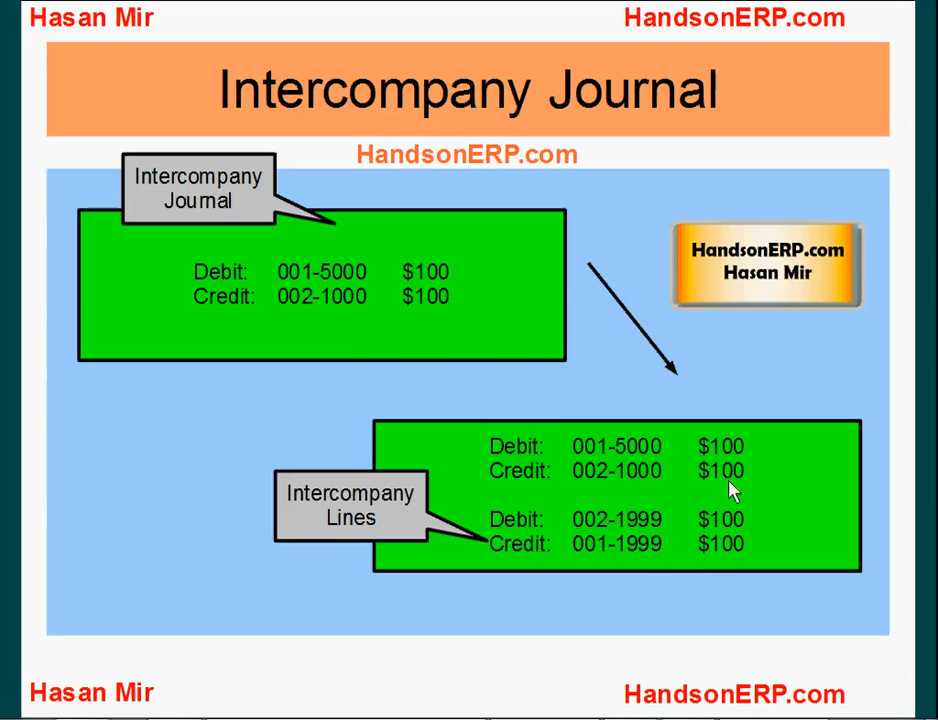 Hasan Mir HandsonERP.com
Intercompany Journal
HandsonERP.com
Intercompany
Journal
Debit: 001-5000 $100
Credit: 002-1000 $100
HandsonERP.com
Hasan Mir
Debit: 001-5000 $100
Credit: 002-1000 $100
Intercompany
Lines
Debit: 002-1999 $100
Credit: 001-1999 $100
Hasan Mir HandsonERP.com